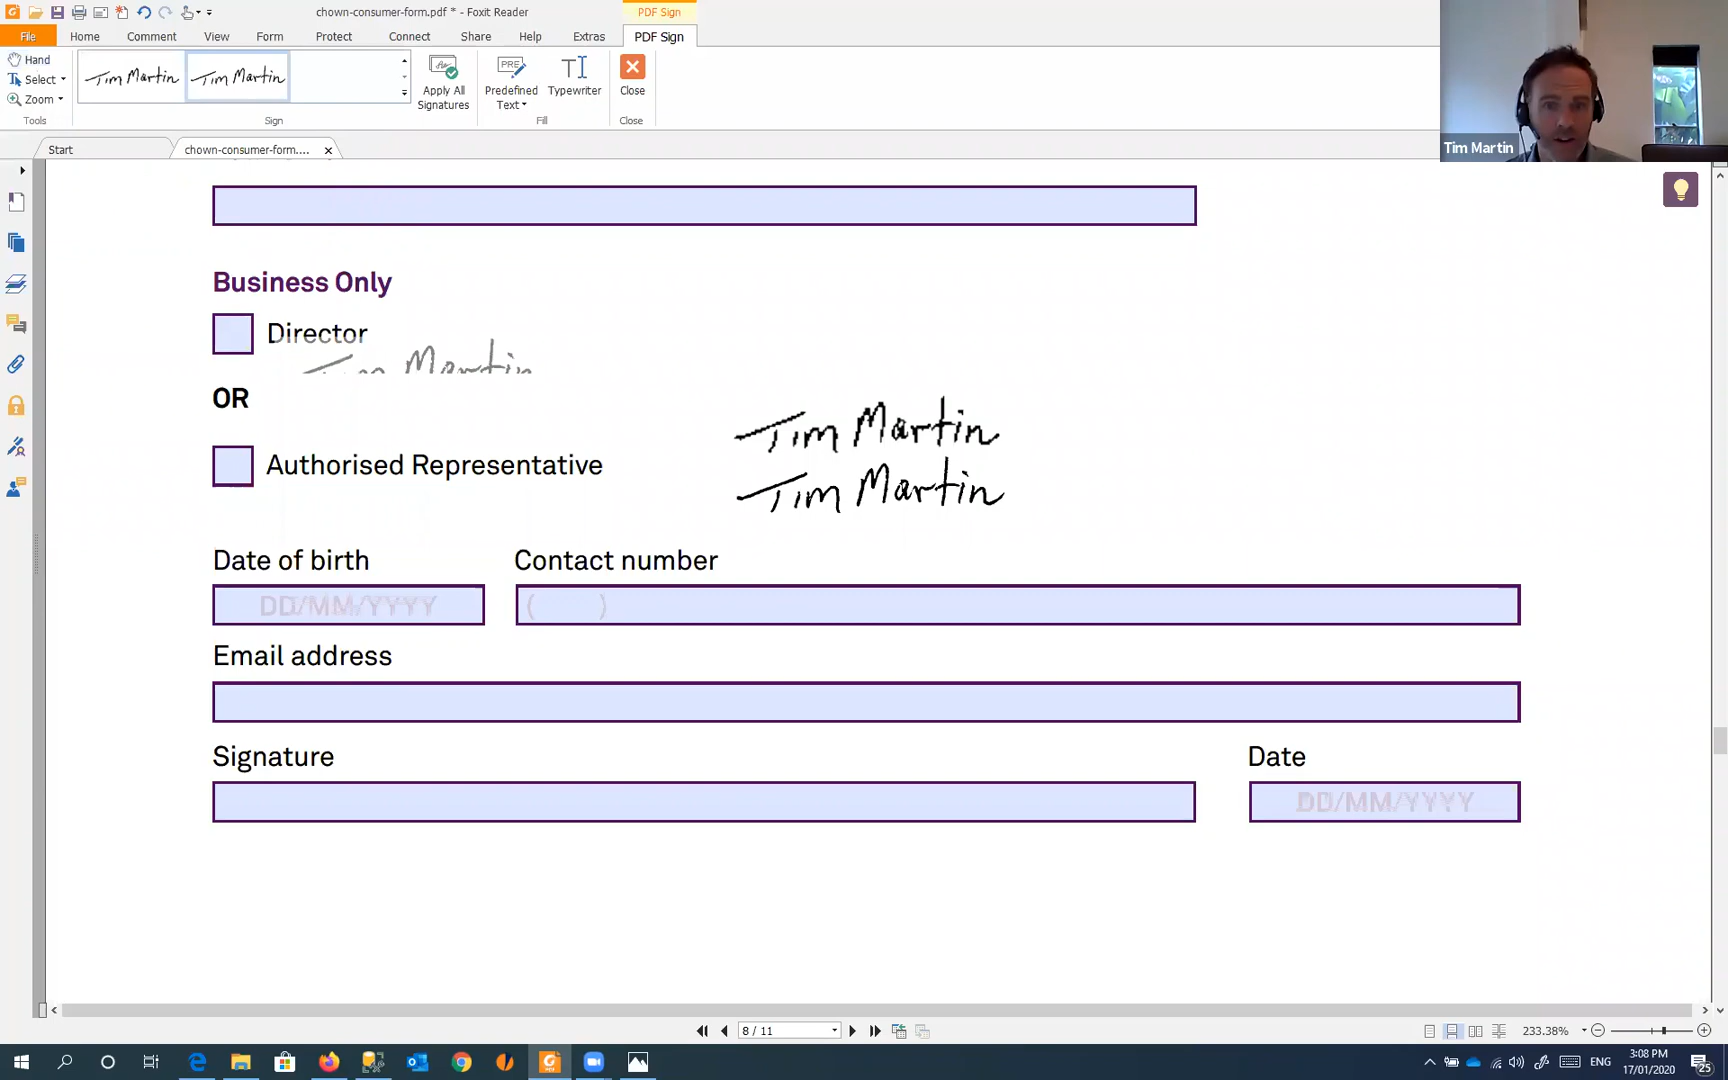 chown-consumer-form.pdf * - Foxit Reader
PDF Sign
File
Home
Comment
View
Form
Protect
Connect
Share
Help
Extras
PDF Sign
Hand
Select
Zoom
Tools
Tim Martin
Tim Martin
Sign
Apply All
Signatures
PRE
Predefined
Text
Typewriter
Fill
Close
Close
Tim Martin
Start
chown-consumer-form....
Business Only
Director
Tim Martin
OR
Tim Martin
Authorised Representative
Tim Martin
Date of birth
Contact number
DD/MM/YYYY
( )
Email address
Signature
Date
DD/MM/YYYY
8 / 11
233.38%
ENG
3:08 PM
17/01/2020
25